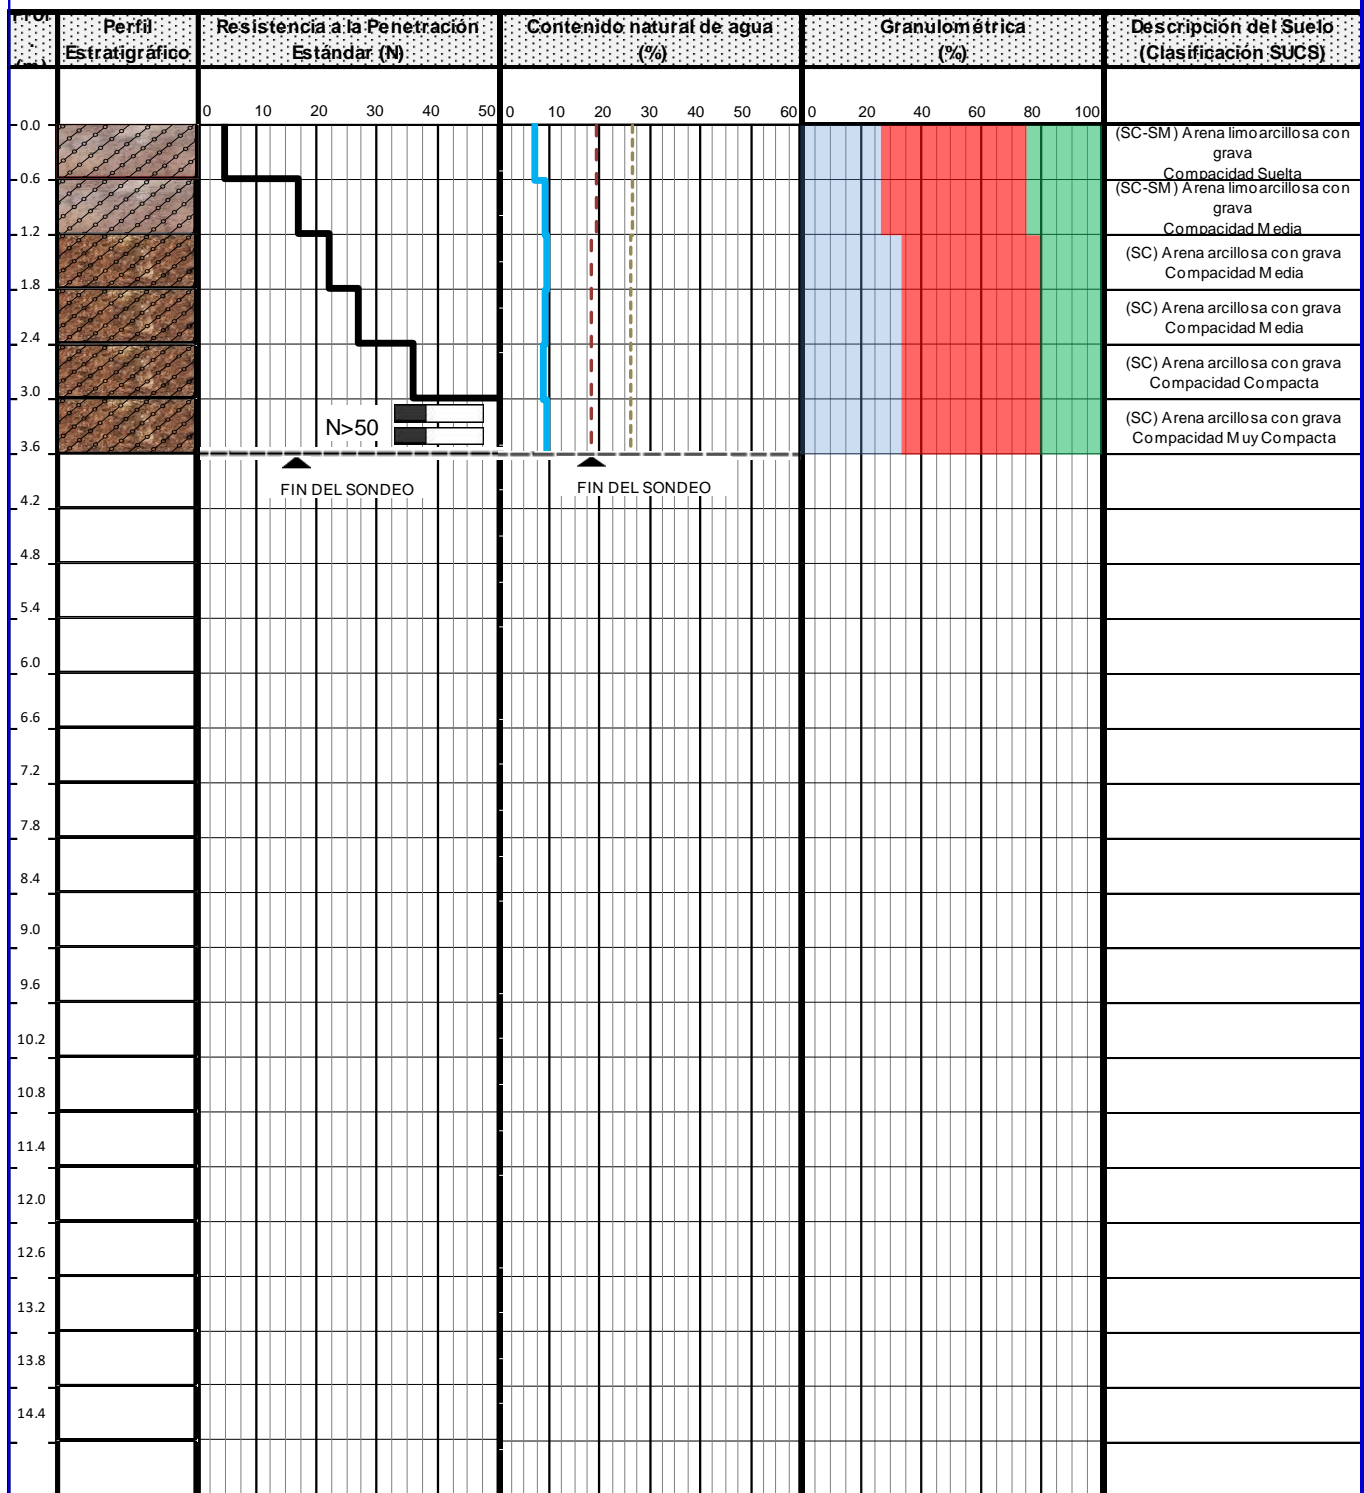 Perfil
Estratigráfico
Resistencia a la Penetración
Estándar (N)
Contenido natural de agua
(%)
Granulométrica
(%)
Descripción del Suelo
(Clasificación SUCS)
0 10 20 30 40 50
0 10 20 30 40 50 60
0 20 40 60 80 100
0.0
(SC-SM) Arena limoarcillosa con
grava
Compacidad Suelta
0.6
(SC-SM) Arena limoarcillosa con
grava
Compacidad Media
1.2
(SC) Arena arcillosa con grava
Compacidad Media
1.8
(SC) Arena arcillosa con grava
Compacidad Media
2.4
(SC) Arena arcillosa con grava
Compacidad Compacta
3.0
N>50
(SC) Arena arcillosa con grava
Compacidad Muy Compacta
3.6
FIN DEL SONDEO
FIN DEL SONDEO
4.2
4.8
5.4
6.0
6.6
7.2
7.8
8.4
9.0
9.6
10.2
10.8
11.4
12.0
12.6
13.2
13.8
14.4